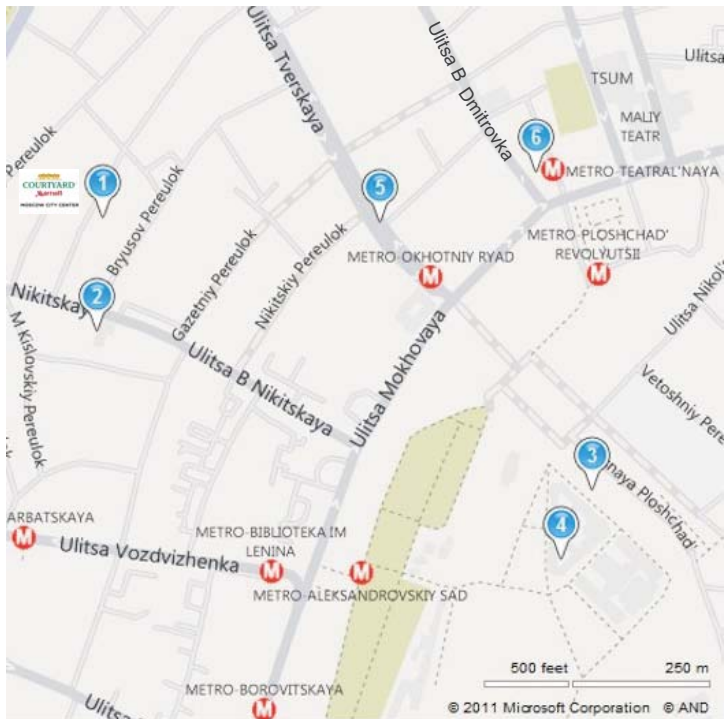 Ulitsa Tverskaya
Ulitsa B Dmitrovka
Ulitsa
TSUM
MALIY
TEATR
6
METRO-TEATRAL'NAYA
Pereulok
COURTYARD
Marriott
MOSCOW CITY CENTER
1
5
Bryusov Pereulok
METRO-OKHOTNIY RYAD
METRO-PLOSHCHAD'
REVOLYUTSII
Nikitskay
2
Gazetniy Pereulok
Nikitskiy Pereulok
Ulitsa Nikol'
M Kislovskiy Pereulok
Ulitsa B Nikitskaya
Ulitsa Mokhovaya
Vetoshniy Pere
3
naya Ploshchad'
4
ARBATSKAYA
METRO-BIBLIOTEKA IM
LENINA
Ulitsa Vozdvizhenka
METRO-ALEKSANDROVSKIY SAD
METRO-BOROVITSKAYA
Ulitsa
500 feet 250 m
© 2011 Microsoft Corporation © AND